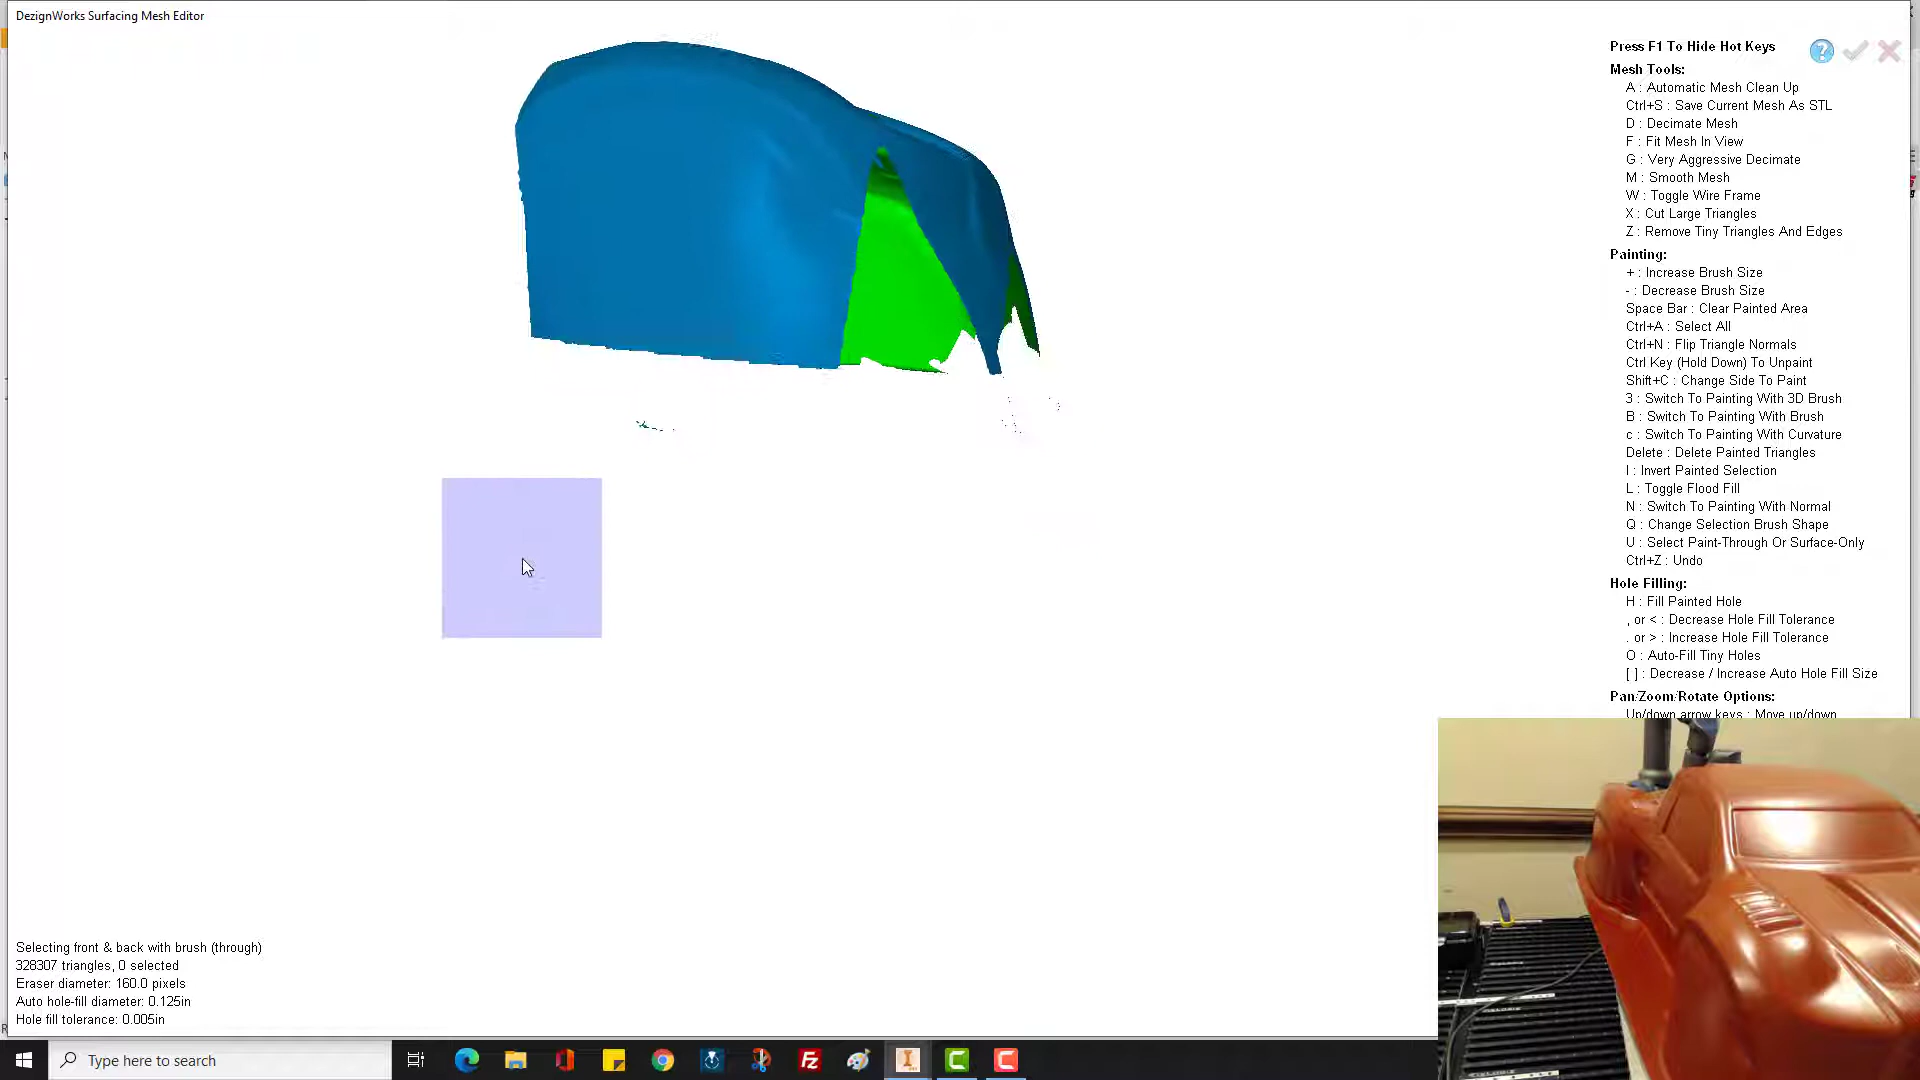 DezignWorks Surfacing Mesh Editor
Press F1 To Hide Hot Keys
Mesh Tools:
A : Automatic Mesh Clean Up
Ctrl+S : Save Current Mesh As STL
D : Decimate Mesh
F : Fit Mesh In View
G : Very Aggressive Decimate
M : Smooth Mesh
W : Toggle Wire Frame
X : Cut Large Triangles
Z : Remove Tiny Triangles And Edges
Painting:
+ : Increase Brush Size
- : Decrease Brush Size
Space Bar : Clear Painted Area
Ctrl+A : Select All
Ctrl+N : Flip Triangle Normals
Ctrl Key (Hold Down) To Unpaint
Shift+C : Change Side To Paint
3 : Switch To Painting With 3D Brush
B : Switch To Painting With Brush
c : Switch To Painting With Curvature
Delete : Delete Painted Triangles
I : Invert Painted Selection
L : Toggle Flood Fill
N : Switch To Painting With Normal
Q : Change Selection Brush Shape
U : Select Paint-Through Or Surface-Only
Ctrl+Z : Undo
Hole Filling:
H : Fill Painted Hole
, or < : Decrease Hole Fill Tolerance
. or > : Increase Hole Fill Tolerance
O : Auto-Fill Tiny Holes
[ ] : Decrease / Increase Auto Hole Fill Size
Pan/Zoom/Rotate Options:
Up/down arrow keys : Move up/down
Selecting front & back with brush (through)
328307 triangles, 0 selected
Eraser diameter: 160.0 pixels
Auto hole-fill diameter: 0.125in
Hole fill tolerance: 0.005in
Type here to search